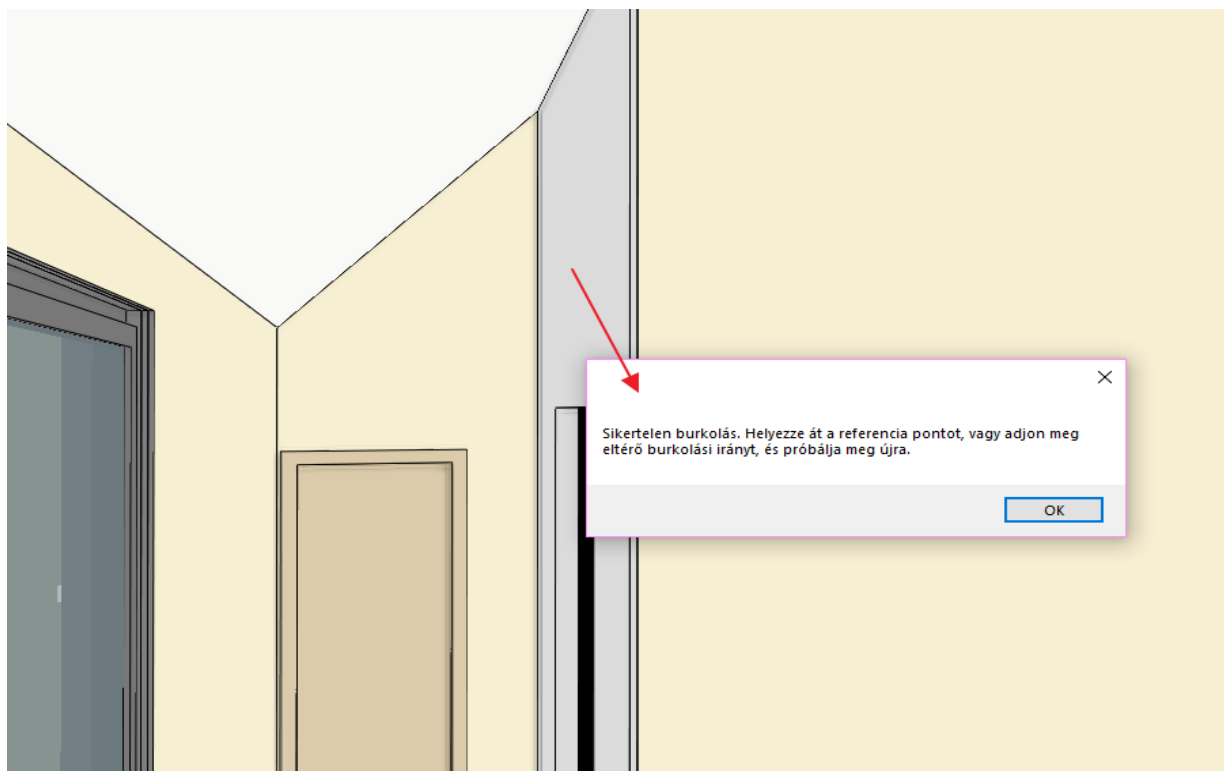 Sikertelen burkolás. Helyezze át a referencia pontot, vagy adjon meg
eltérő burkolási irányt, és próbálja meg újra.
OK